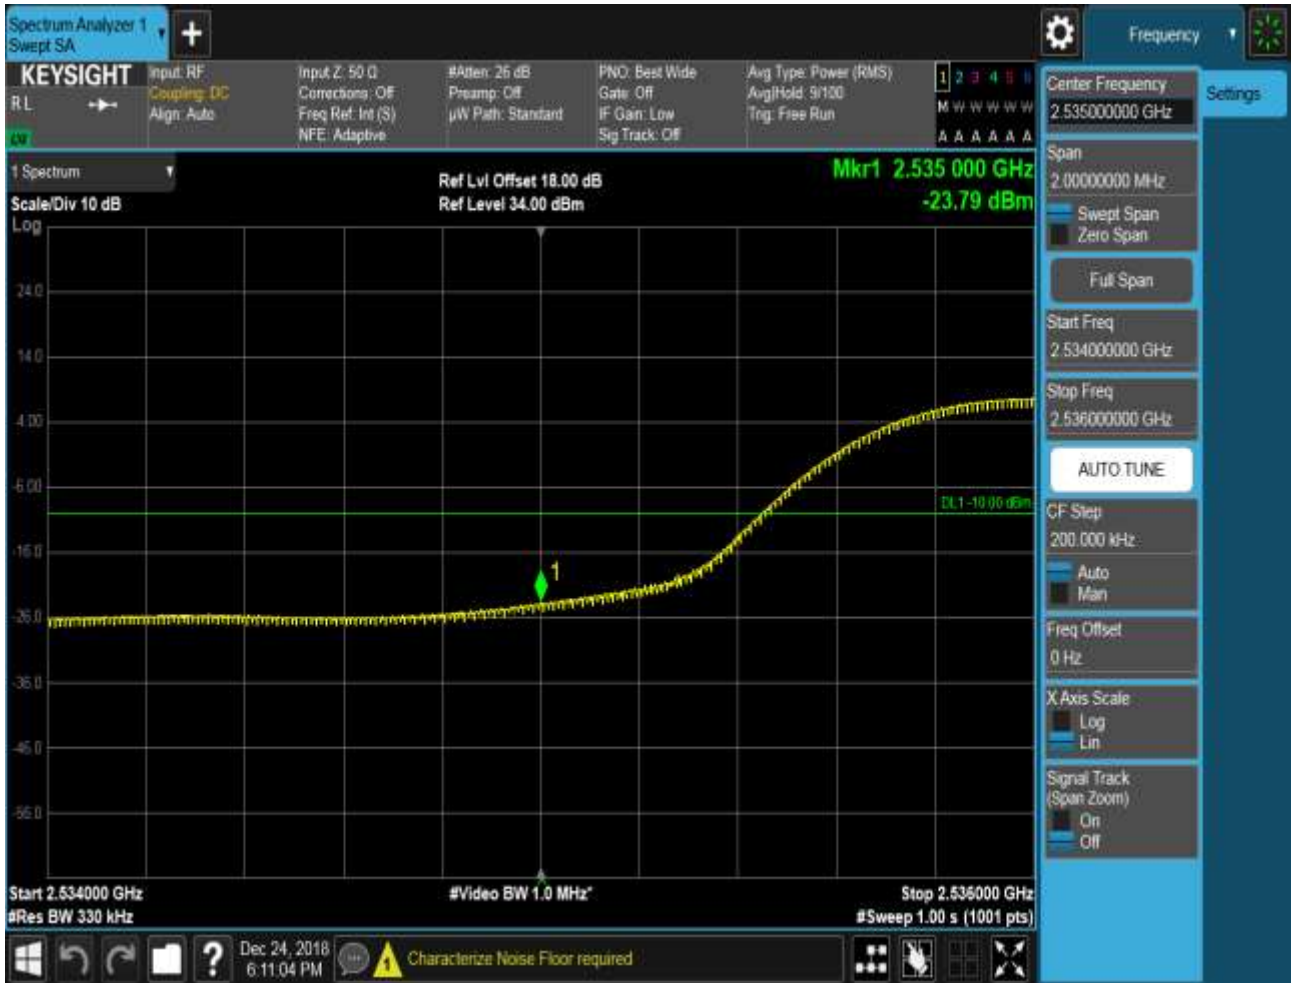 Spectrum Analyzer 1
Swept SA
+
Frequency
KEYSIGHT
RL
Input: RF
Coupling: DC
Align: Auto
Input Z: 50 Ω
Corrections: Off
Freq Ref: Int (S)
NFE: Adaptive
#Atten: 26 dB
Preamp: Off
µW Path: Standard
PNO: Best Wide
Gate: Off
IF Gain: Low
Sig Track: Off
Avg Type: Power (RMS)
Avg|Hold: 9/100
Trig: Free Run
1 2 3 4 5 6
M W W W W W
A A A A A A
1 Spectrum
Scale/Div 10 dB
Log
Ref Lvl Offset 18.00 dB
Ref Level 34.00 dBm
Mkr1 2.535 000 GHz
-23.79 dBm
24.0
14.0
4.00
-6.00
-16.0
-26.0
-36.0
-46.0
-56.0
DL1 -10.00 dBm
1
Start 2.534000 GHz
#Res BW 330 kHz
#Video BW 1.0 MHz*
Stop 2.536000 GHz
#Sweep 1.00 s (1001 pts)
Center Frequency
2.535000000 GHz
Settings
Span
2.00000000 MHz
Swept Span
Zero Span
Full Span
Start Freq
2.534000000 GHz
Stop Freq
2.536000000 GHz
AUTO TUNE
CF Step
200.000 kHz
Auto
Man
Freq Offset
0 Hz
X Axis Scale
Log
Lin
Signal Track
(Span Zoom)
On
Off
?
Dec 24, 2018
6:11:04 PM
1
Characterize Noise Floor required